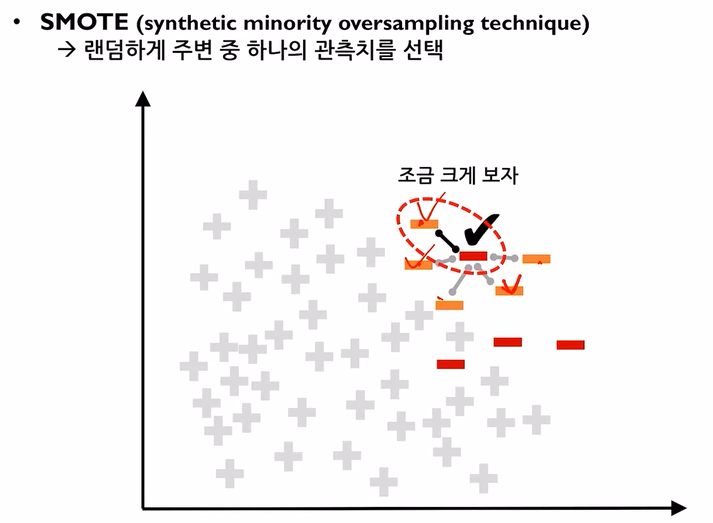 • SMOTE (synthetic minority oversampling technique)
→ 랜덤하게 주변 중 하나의 관측치를 선택
조금 크게 보자